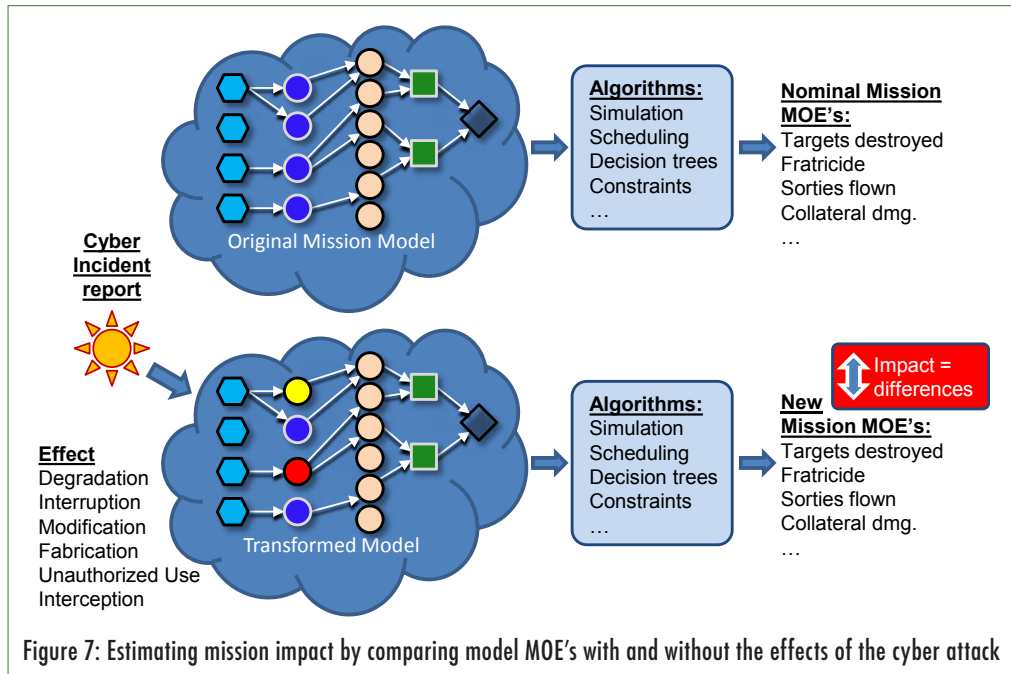 Original Mission Model
Algorithms:
Simulation
Scheduling
Decision trees
Constraints
…
Nominal Mission
MOE's:
Targets destroyed
Fratricide
Sorties flown
Collateral dmg.
…
Cyber
Incident
report
Effect
Degradation
Interruption
Modification
Fabrication
Unauthorized Use
Interception
Transformed Model
Algorithms:
Simulation
Scheduling
Decision trees
Constraints
…
Impact =
differences
New
Mission MOE's:
Targets destroyed
Fratricide
Sorties flown
Collateral dmg.
…
Figure 7: Estimating mission impact by comparing model MOE's with and without the effects of the cyber attack